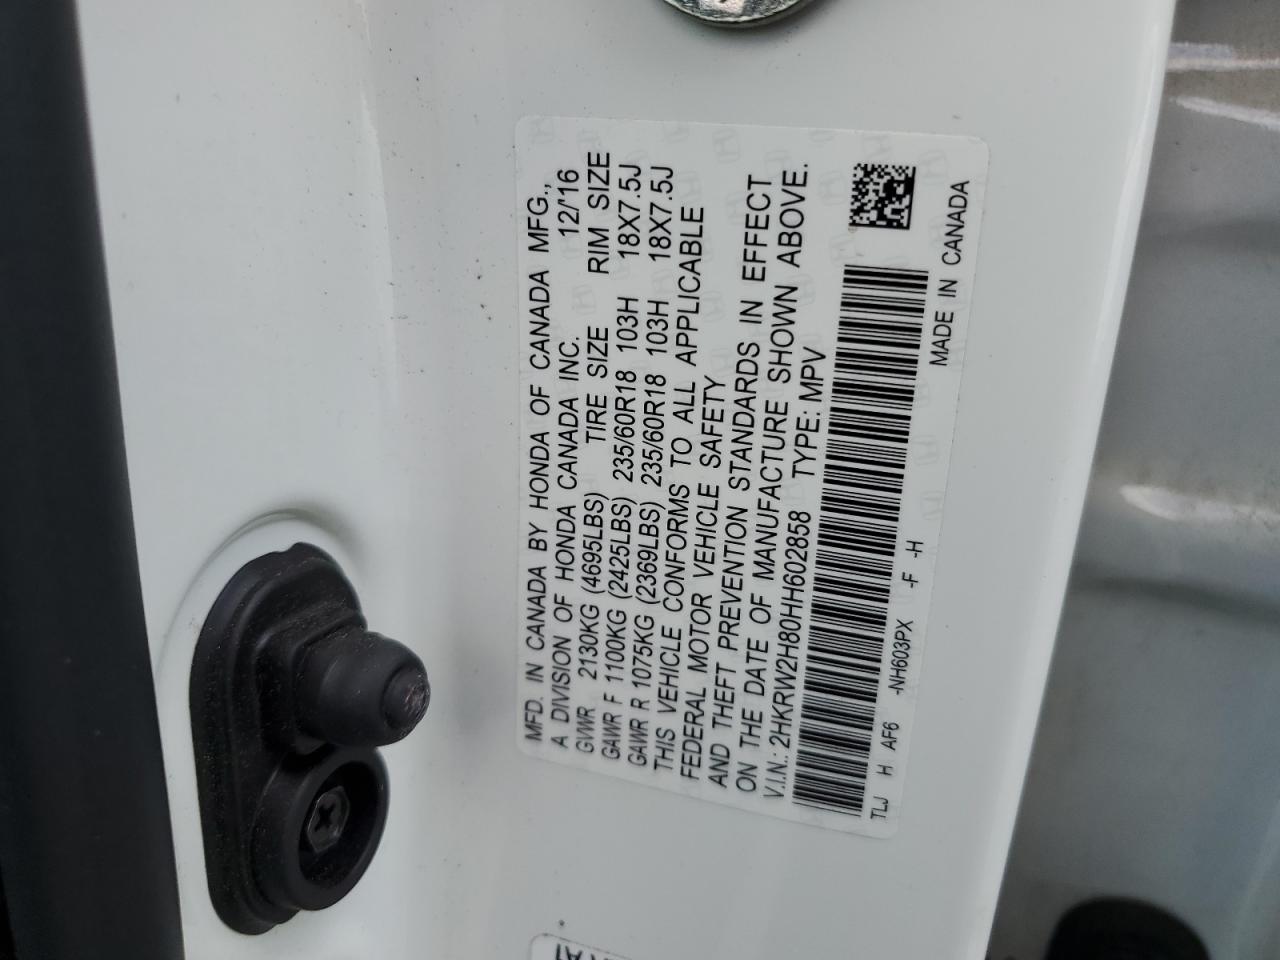 MFD. IN CANADA BY HONDA OF CANADA MFG.,
A DIVISION OF HONDA CANADA INC. 12/'16
GVWR 2130KG (4695LBS) TIRE SIZE RIM SIZE
GAWR F 1100KG (2425LBS) 235/60R18 103H 18X7.5J
GAWR R 1075KG (2369LBS) 235/60R18 103H 18X7.5J
THIS VEHICLE CONFORMS TO ALL APPLICABLE
FEDERAL MOTOR VEHICLE SAFETY
AND THEFT PREVENTION STANDARDS IN EFFECT
ON THE DATE OF MANUFACTURE SHOWN ABOVE.
V.I.N.: 2HKRW2H80HH602858 TYPE: MPV
TLJ H AF6 -NH603PX -F -H
MADE IN CANADA